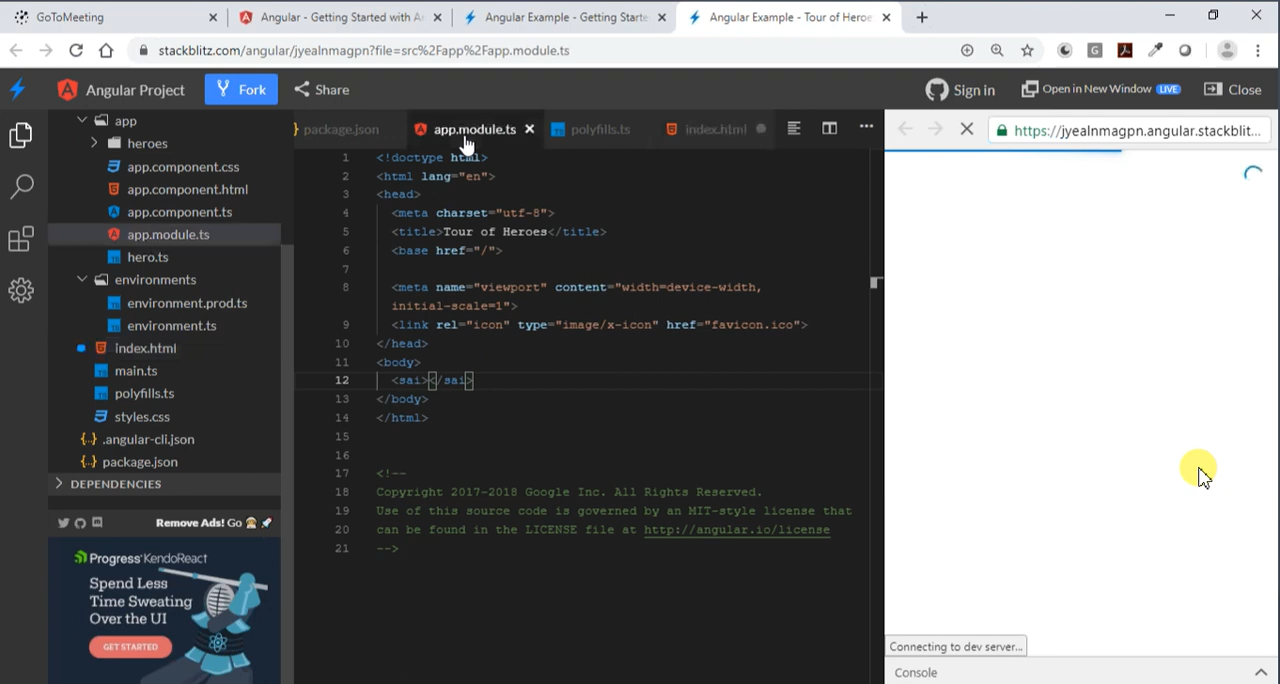 GoToMeeting
Angular - Getting Started with A
Angular Example - Getting Starte
Angular Example - Tour of Heroe
stackblitz.com/angular/jyealnmagpn?file=src%2Fapp%2Fapp.module.ts
Angular Project
Fork
Share
Sign in
Open in New Window LIVE
Close
app
heroes
app.component.css
app.component.html
app.component.ts
app.module.ts
hero.ts
environments
environment.prod.ts
environment.ts
index.html
main.ts
polyfills.ts
styles.css
{..} .angular-cli.json
{..} package.json
DEPENDENCIES
Remove Ads! Go
Progress KendoReact
Spend Less
Time Sweating
Over the UI
GET STARTED
} package.json
app.module.ts
polyfills.ts
index.html
1 <!doctype html>
2 <html lang="en">
3 <head>
4 <meta charset="utf-8">
5 <title>Tour of Heroes</title>
6 <base href="/">
7
8 <meta name="viewport" content="width=device-width,
initial-scale=1">
9 <link rel="icon" type="image/x-icon" href="favicon.ico">
10 </head>
11 <body>
12 <sai></sai>
13 </body>
14 </html>
15
16
17 <!--
18 Copyright 2017-2018 Google Inc. All Rights Reserved.
19 Use of this source code is governed by an MIT-style license that
20 can be found in the LICENSE file at http://angular.io/license
21 -->
https://jyealnmagpn.angular.stackblit...
Connecting to dev server...
Console